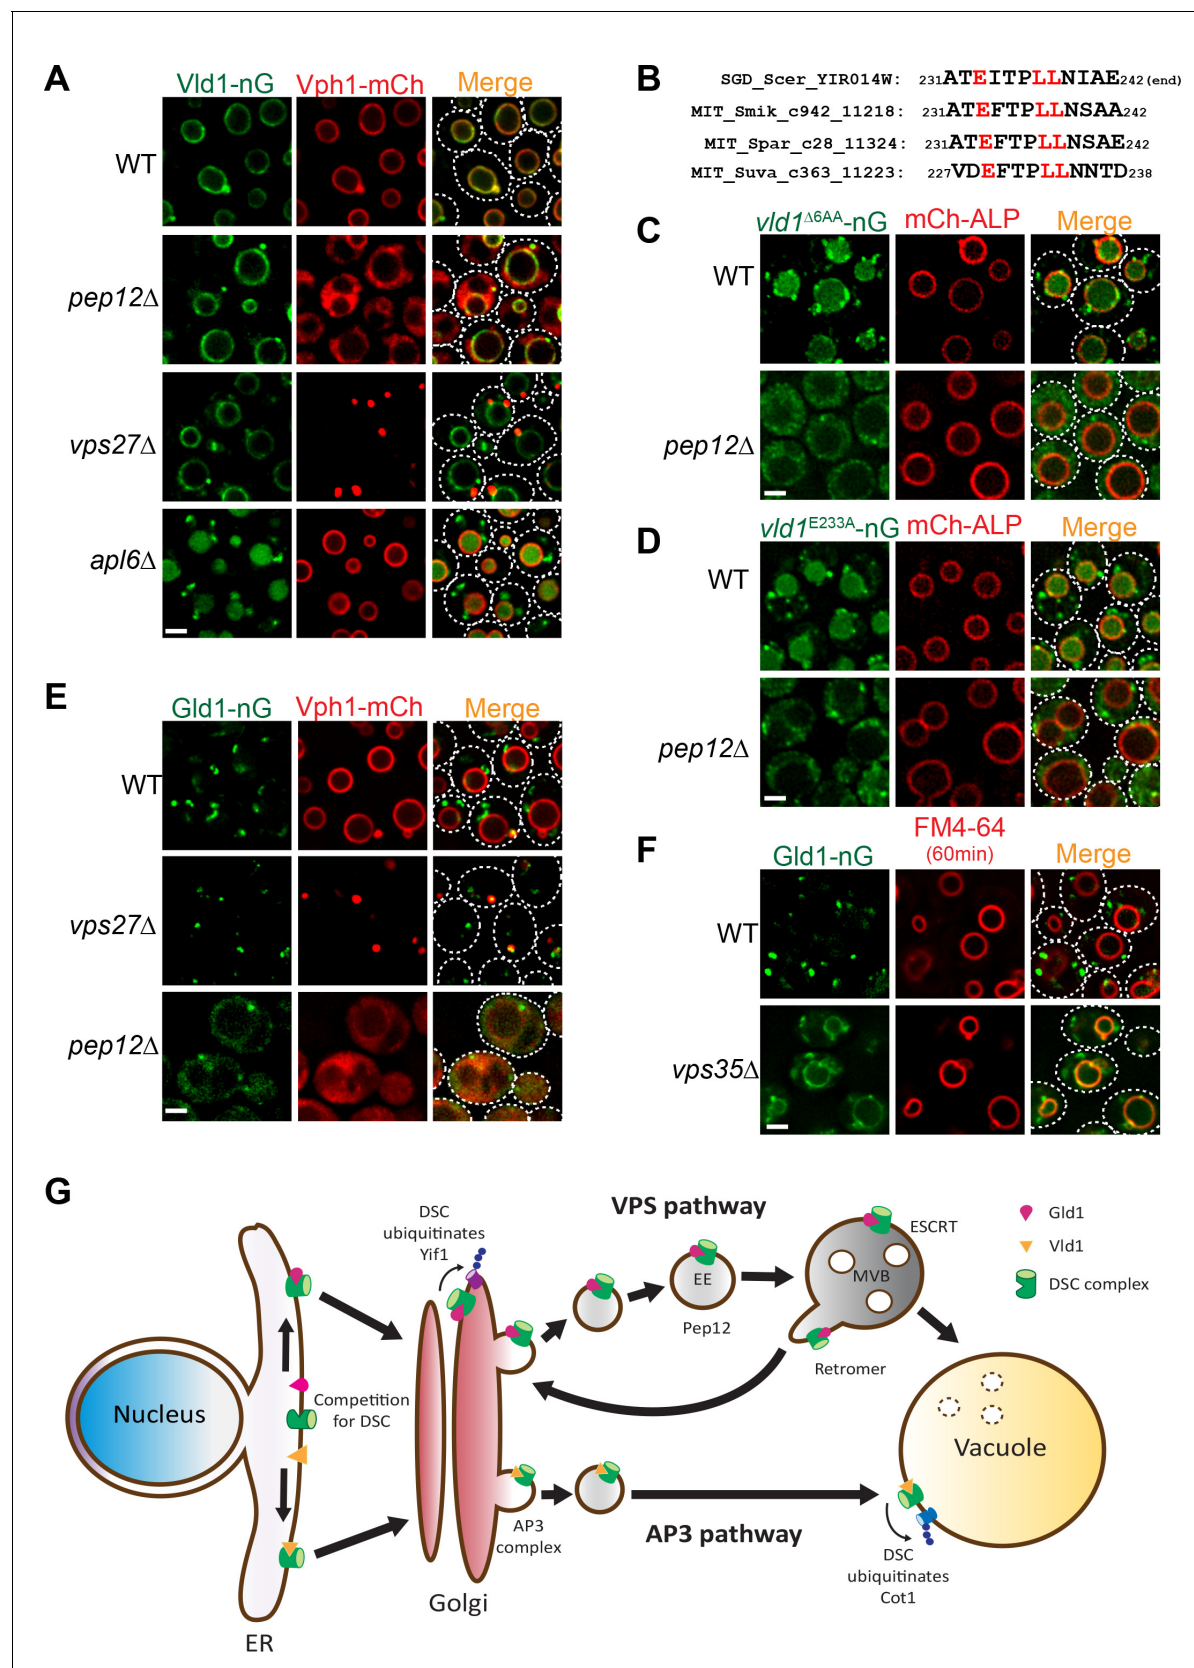 A
Vld1-nG Vph1-mCh Merge
WT
pep12Δ
vps27Δ
apl6Δ
B
SGD_Scer_YIR014W: 231ATEITPLLNIAE242(end)
MIT_Smik_c942_11218: 231ATEFTPLLNSAA242
MIT_Spar_c28_11324: 231ATEFTPLLNSAE242
MIT_Suva_c363_11223: 227VDEFTPLLNNTD238
C
vld1Δ6AA-nG mCh-ALP Merge
WT
pep12Δ
D
vld1E233A-nG mCh-ALP Merge
WT
pep12Δ
E
Gld1-nG Vph1-mCh Merge
WT
vps27Δ
pep12Δ
F
Gld1-nG FM4-64 Merge
(60min)
WT
vps35Δ
G
Nucleus
ER
Competition
for DSC
DSC
ubiquitinates
Yif1
Golgi
VPS pathway
EE
Pep12
MVB
ESCRT
Retromer
AP3
complex
AP3 pathway
Vacuole
DSC
ubiquitinates
Cot1
Gld1
Vld1
DSC complex